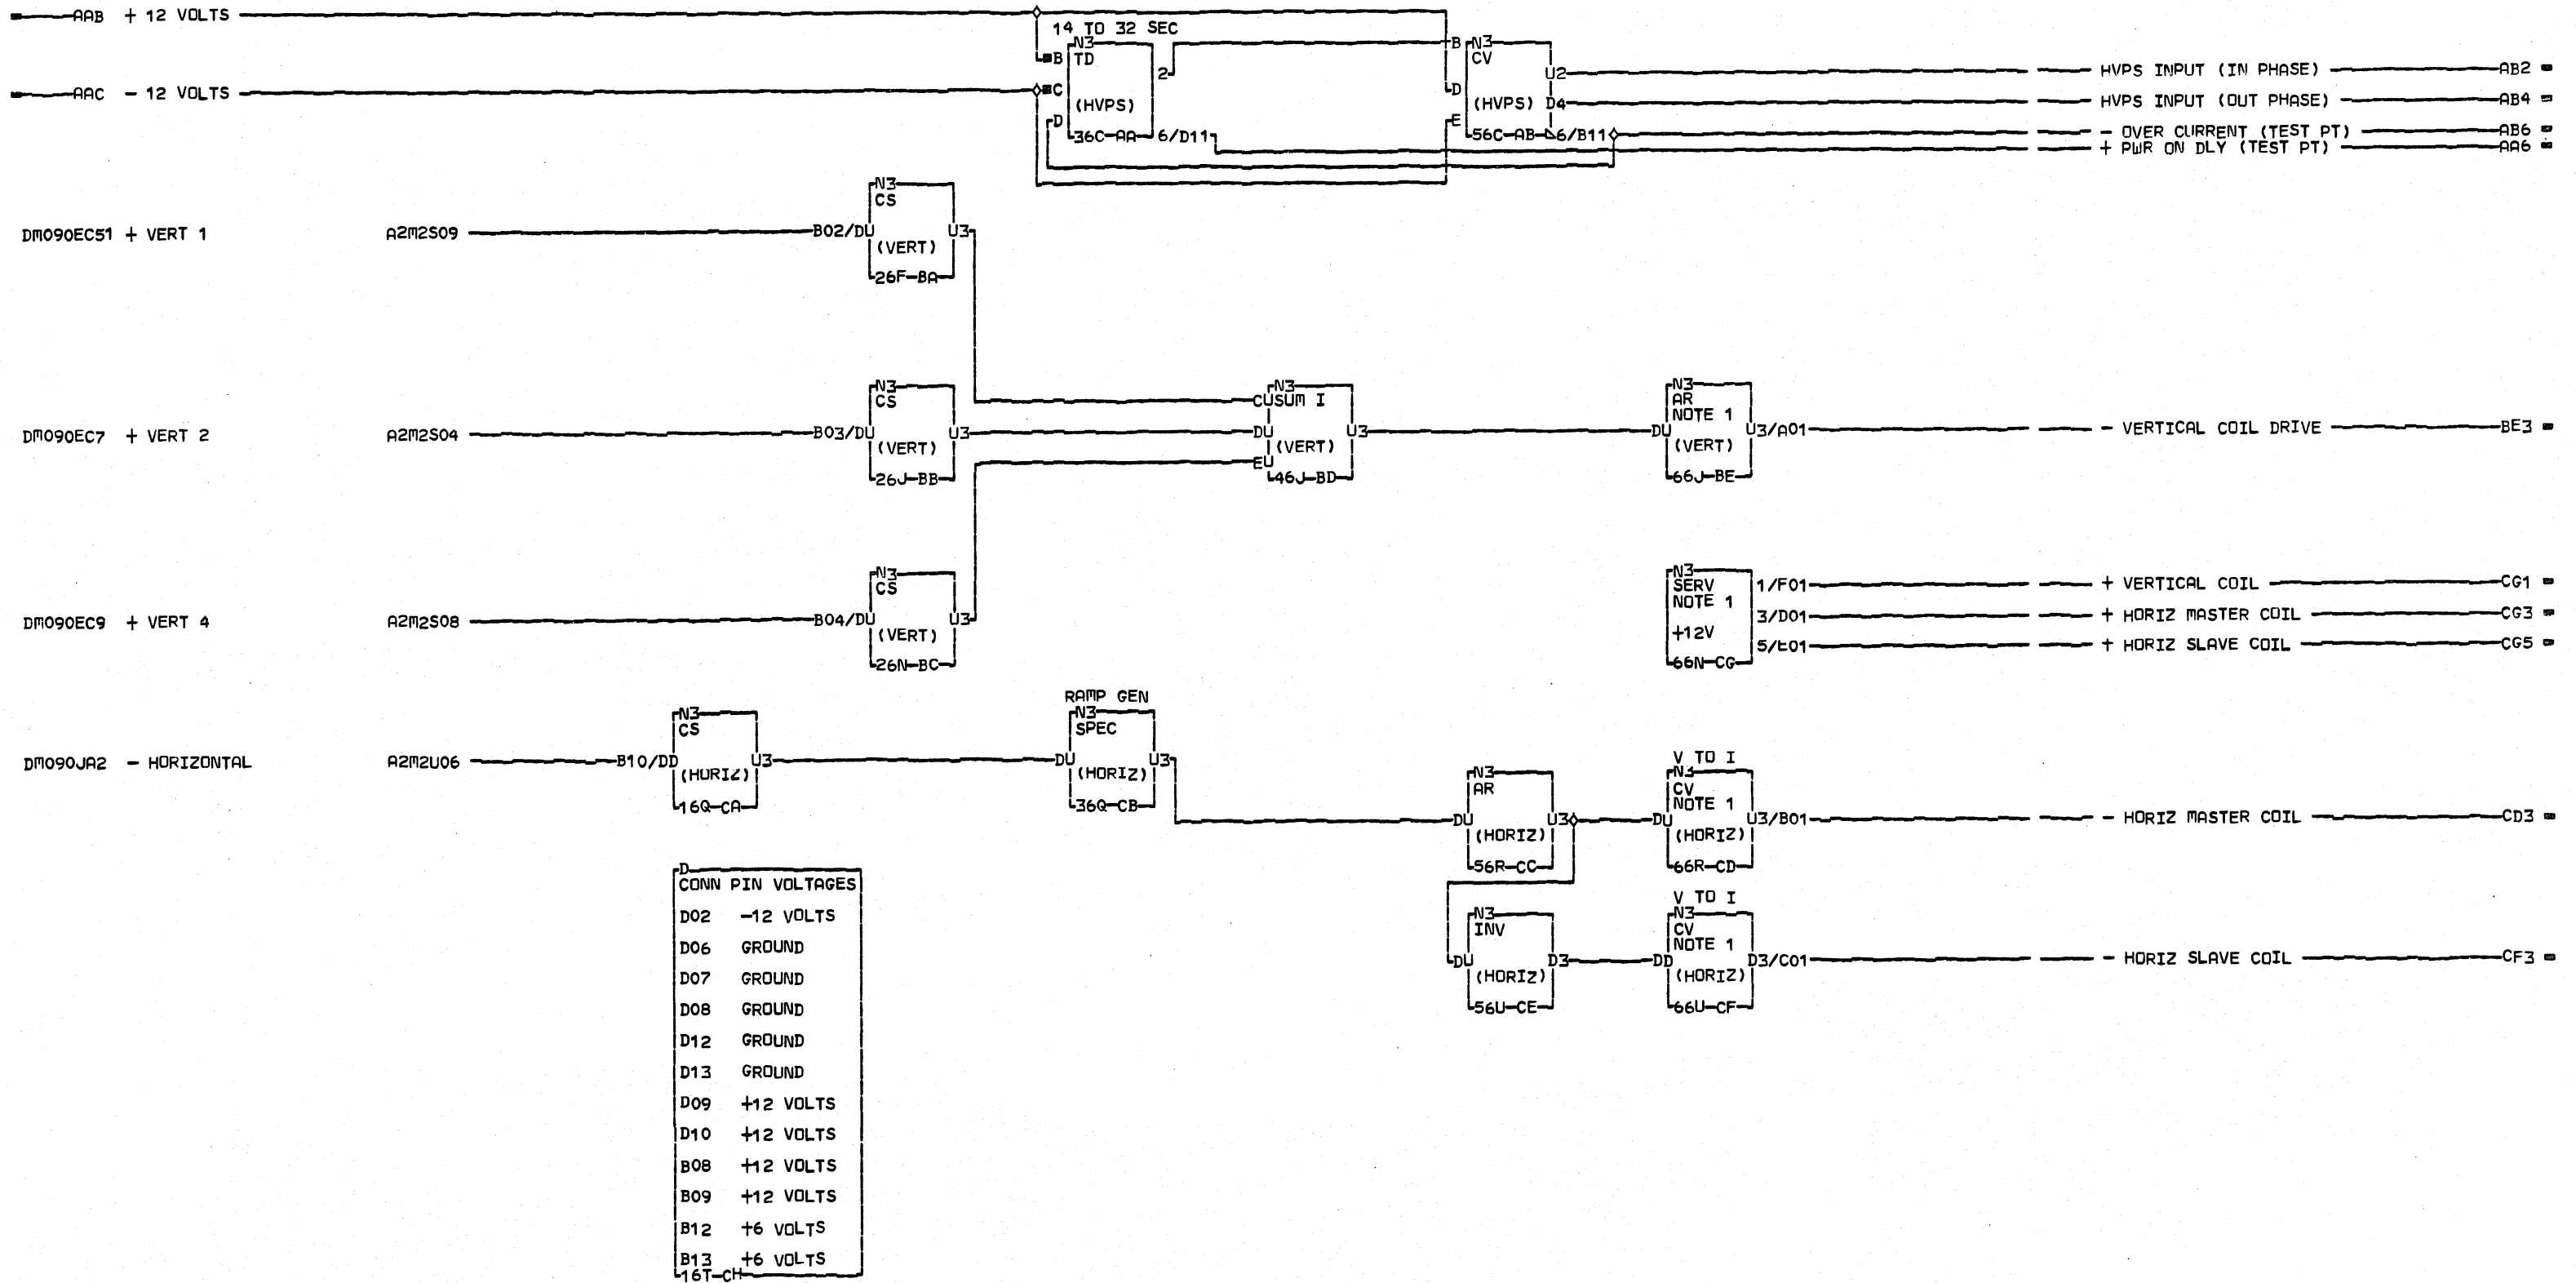 AAB + 12 VOLTS
14 TO 32 SEC
N3
B TD
2
AAC - 12 VOLTS
C
(HVPS)
D
36C-AA 6/D11
B N3
CV
U2 HVPS INPUT (IN PHASE) AB2
D
(HVPS) D4 HVPS INPUT (OUT PHASE) AB4
E
56C-AB 6/B11 - OVER CURRENT (TEST PT) AB6
+ PWR ON DLY (TEST PT) AA6
N3
CS
DM090EC51 + VERT 1 A2M2S09 B02/DU U3
(VERT)
26F-BA
N3
CS
DM090EC7 + VERT 2 A2M2S04 B03/DU U3
(VERT)
26J-BB
N3
CU SUM I
DU U3
(VERT)
EU
46J-BD
N3
AR
NOTE 1
DU U3/A01 - VERTICAL COIL DRIVE BE3
(VERT)
66J-BE
N3
CS
DM090EC9 + VERT 4 A2M2S08 B04/DU U3
(VERT)
26N-BC
N3
SERV 1/F01 + VERTICAL COIL CG1
NOTE 1
3/D01 + HORIZ MASTER COIL CG3
+12V
5/E01 + HORIZ SLAVE COIL CG5
66N-CG
N3
CS
DM090JA2 - HORIZONTAL A2M2U06 B10/DD U3
(HORIZ)
16Q-CA
RAMP GEN
N3
SPEC
DU U3
(HORIZ)
36Q-CB
N3
AR
DU U3
(HORIZ)
56R-CC
V TO I
N3
CV
NOTE 1
DU U3/B01 - HORIZ MASTER COIL CD3
(HORIZ)
66R-CD
N3
INV
DU D3
(HORIZ)
56U-CE
V TO I
N3
CV
NOTE 1
DD D3/C01 - HORIZ SLAVE COIL CF3
(HORIZ)
66U-CF
D
CONN PIN VOLTAGES
D02 -12 VOLTS
D06 GROUND
D07 GROUND
D08 GROUND
D12 GROUND
D13 GROUND
D09 +12 VOLTS
D10 +12 VOLTS
B08 +12 VOLTS
B09 +12 VOLTS
B12 +6 VOLTS
B13 +6 VOLTS
16T-CH